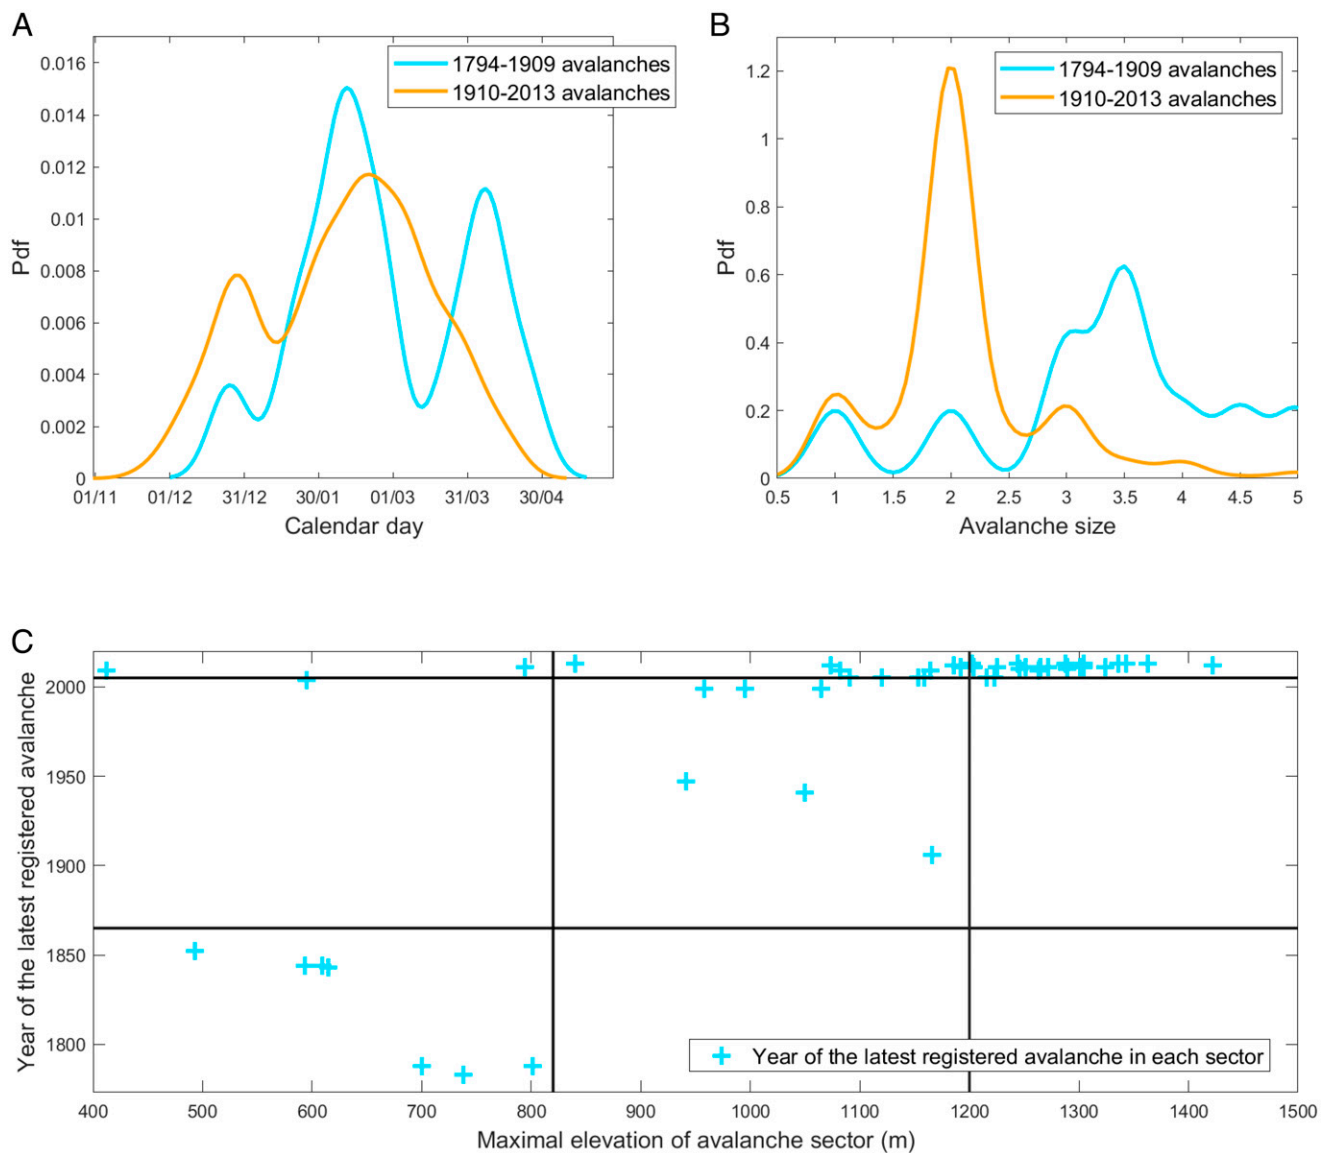 A
1794-1909 avalanches
1910-2013 avalanches
0.016
0.014
0.012
0.01
0.008
0.006
0.004
0.002
0
Pdf
01/11 01/12 31/12 30/01 01/03 31/03 30/04
Calendar day
B
1794-1909 avalanches
1910-2013 avalanches
1.2
1
0.8
0.6
0.4
0.2
0
Pdf
0.5 1 1.5 2 2.5 3 3.5 4 4.5 5
Avalanche size
C
2000
1950
1900
1850
1800
Year of the latest registered avalanche
Year of the latest registered avalanche in each sector
400 500 600 700 800 900 1000 1100 1200 1300 1400 1500
Maximal elevation of avalanche sector (m)